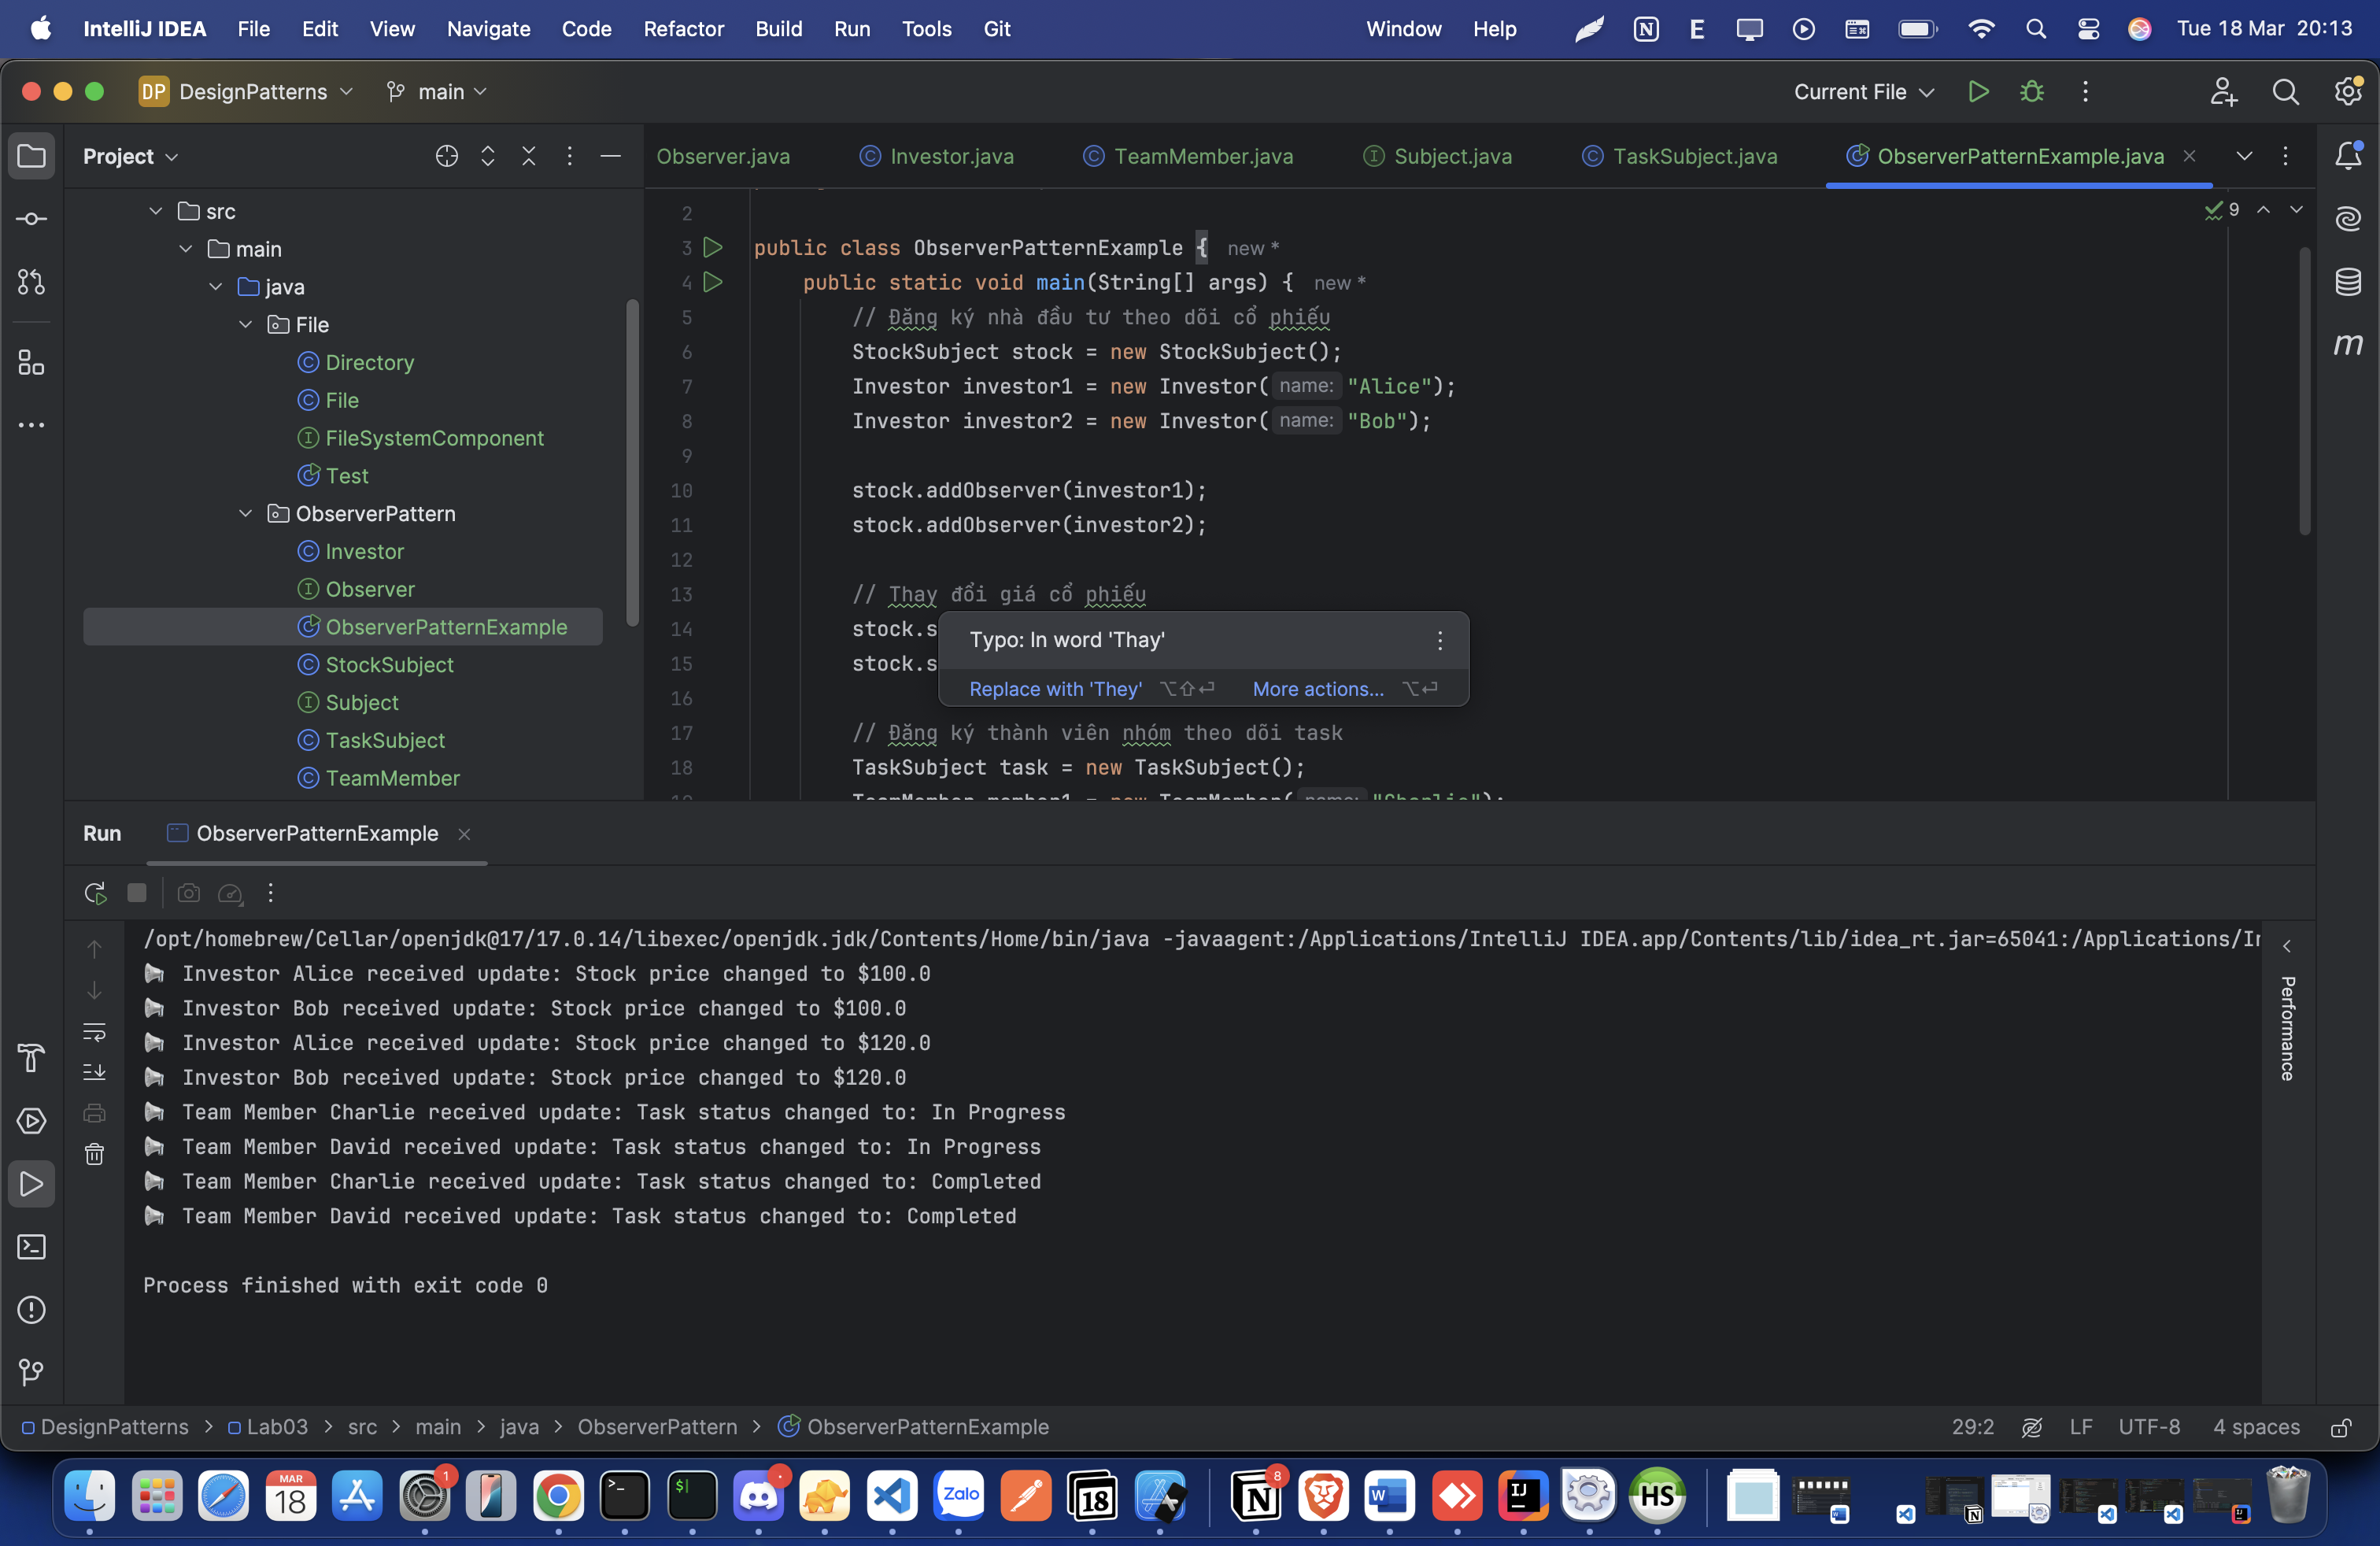 IntelliJ IDEA File Edit View Navigate Code Refactor Build Run Tools Git Window Help Tue 18 Mar 20:13
DP DesignPatterns main Current File
Project
Observer.java Investor.java TeamMember.java Subject.java TaskSubject.java ObserverPatternExample.java
src
main
java
File
Directory
File
FileSystemComponent
Test
ObserverPattern
Investor
Observer
ObserverPatternExample
StockSubject
Subject
TaskSubject
TeamMember
9
2
3 public class ObserverPatternExample { new *
4 public static void main(String[] args) { new *
5 // Đăng ký nhà đầu tư theo dõi cổ phiếu
6 StockSubject stock = new StockSubject();
7 Investor investor1 = new Investor( name: "Alice");
8 Investor investor2 = new Investor( name: "Bob");
9
10 stock.addObserver(investor1);
11 stock.addObserver(investor2);
12
13 // Thay đổi giá cổ phiếu
14 stock.s
15 stock.s
16
17 // Đăng ký thành viên nhóm theo dõi task
18 TaskSubject task = new TaskSubject();
19 TeamMember member1 = new TeamMember( name: "Charlie");
Typo: In word 'Thay'
Replace with 'They' ⌥⇧⏎ More actions... ⌥⏎
Run ObserverPatternExample
/opt/homebrew/Cellar/openjdk@17/17.0.14/libexec/openjdk.jdk/Contents/Home/bin/java -javaagent:/Applications/IntelliJ IDEA.app/Contents/lib/idea_rt.jar=65041:/Applications/In
Investor Alice received update: Stock price changed to $100.0
Investor Bob received update: Stock price changed to $100.0
Investor Alice received update: Stock price changed to $120.0
Investor Bob received update: Stock price changed to $120.0
Team Member Charlie received update: Task status changed to: In Progress
Team Member David received update: Task status changed to: In Progress
Team Member Charlie received update: Task status changed to: Completed
Team Member David received update: Task status changed to: Completed
Process finished with exit code 0
Performance
DesignPatterns > Lab03 > src > main > java > ObserverPattern > ObserverPatternExample 29:2 LF UTF-8 4 spaces
MAR
18
1
Zalo
18
8
W
IJ
HS